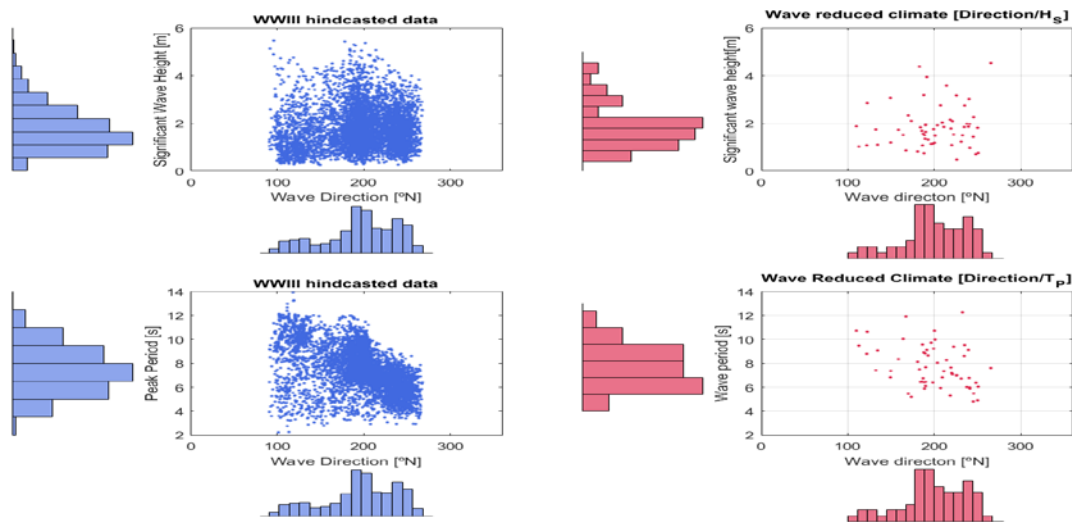 WWIII hindcasted data
Significant Wave Height [m]
6
4
2
0
0 100 200 300
Wave Direction [ºN]
Wave reduced climate [Direction/H_S]
Significant wave height[m]
6
4
2
0
0 100 200 300
Wave direction [ºN]
WWIII hindcasted data
Peak Period [s]
14
12
10
8
6
4
2
0 100 200 300
Wave Direction [ºN]
Wave Reduced Climate [Direction/T_P]
Wave period [s]
14
12
10
8
6
4
2
0 100 200 300
Wave directon [ºN]